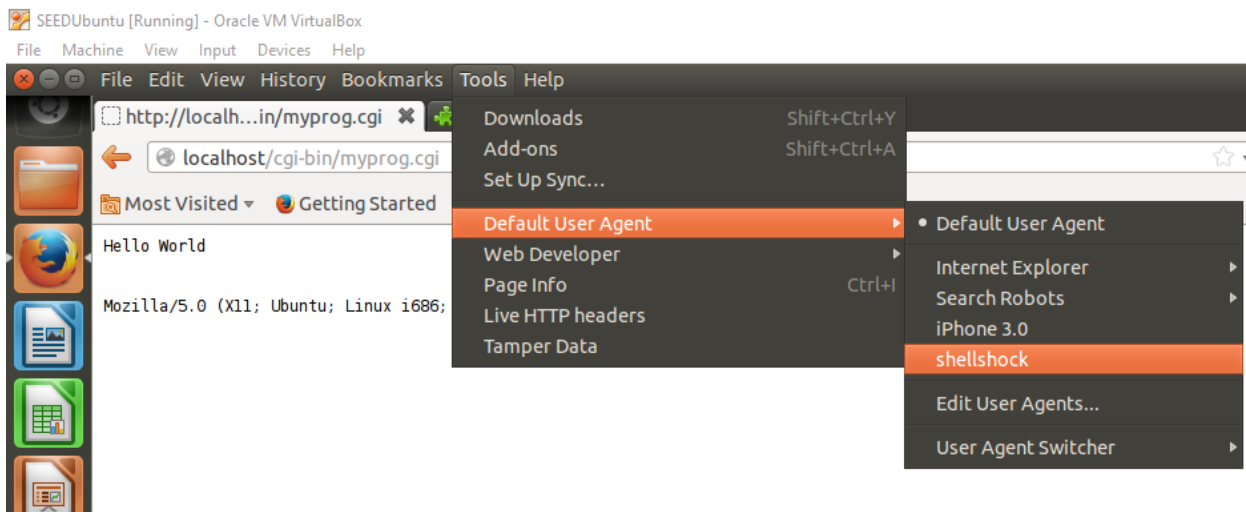 SEEDUbuntu [Running] - Oracle VM VirtualBox
File Machine View Input Devices Help
File Edit View History Bookmarks Tools Help
http://localh...in/myprog.cgi
localhost/cgi-bin/myprog.cgi
Most Visited Getting Started
Hello World
Mozilla/5.0 (X11; Ubuntu; Linux i686;
Downloads Shift+Ctrl+Y
Add-ons Shift+Ctrl+A
Set Up Sync...
Default User Agent
Web Developer
Page Info Ctrl+I
Live HTTP headers
Tamper Data
Default User Agent
Internet Explorer
Search Robots
iPhone 3.0
shellshock
Edit User Agents...
User Agent Switcher